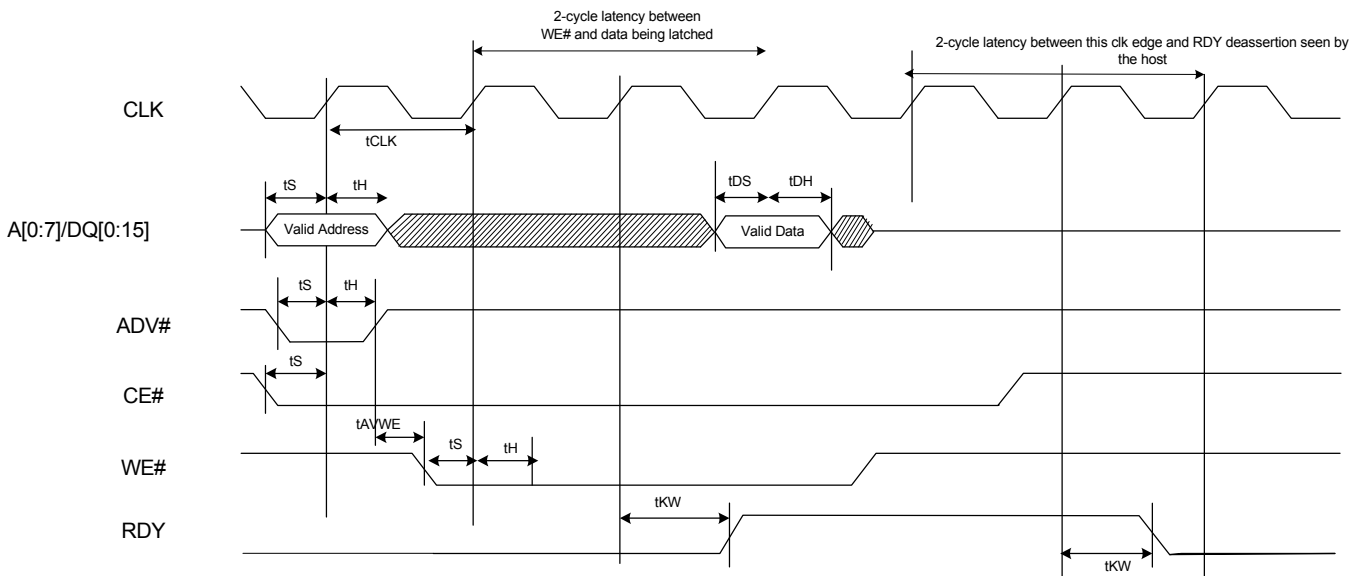 2-cycle latency between
WE# and data being latched
2-cycle latency between this clk edge and RDY deassertion seen by
the host
CLK
tCLK
tS
tH
tDS
tDH
A[0:7]/DQ[0:15]
Valid Address
Valid Data
tS
tH
ADV#
tS
CE#
tAVWE
tS
tH
WE#
tKW
RDY
tKW